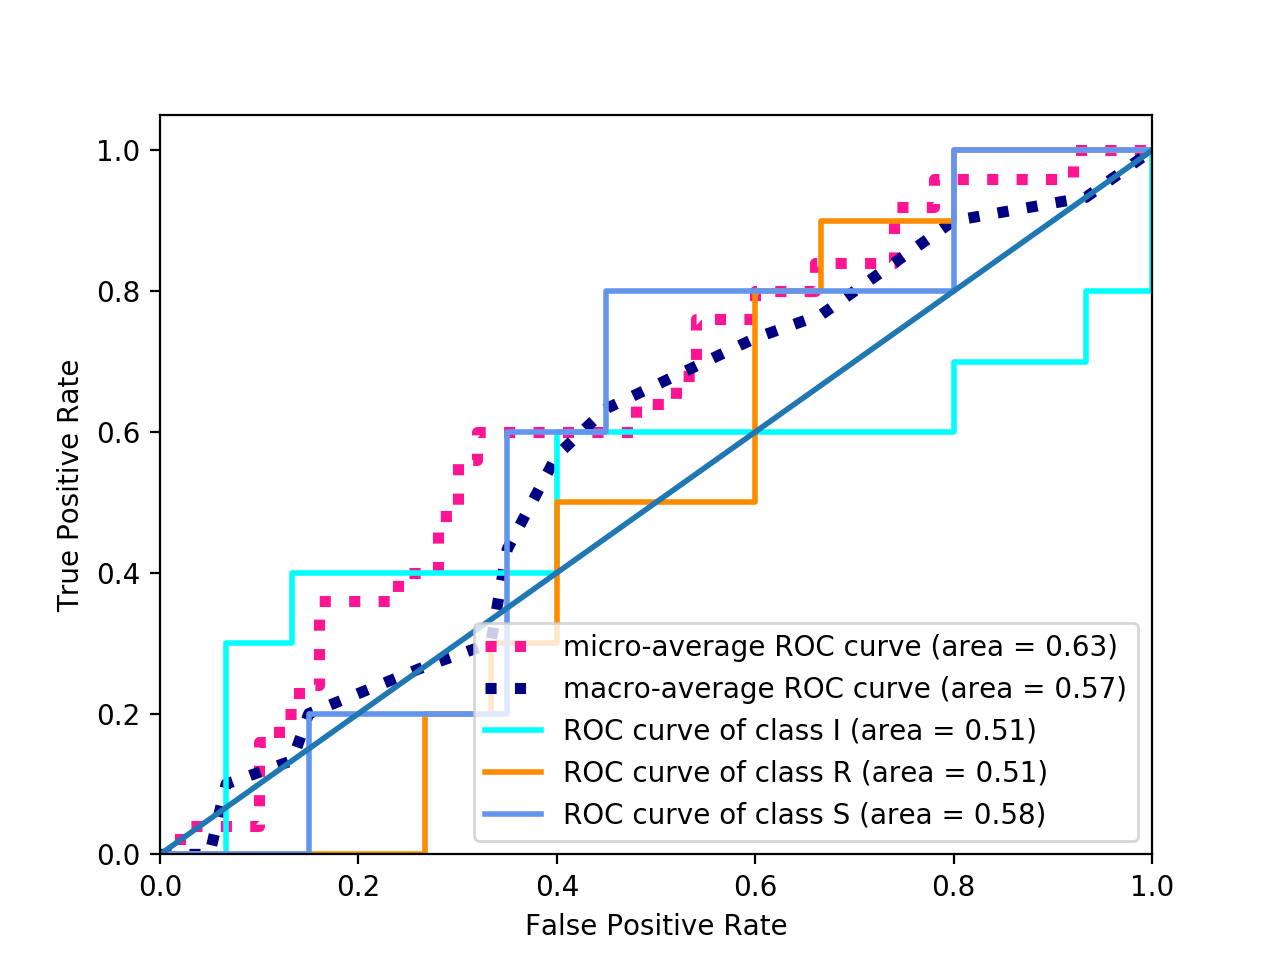 1.0
0.8
0.6
0.4
0.2
0.0
True Positive Rate
micro-average ROC curve (area = 0.63)
macro-average ROC curve (area = 0.57)
ROC curve of class I (area = 0.51)
ROC curve of class R (area = 0.51)
ROC curve of class S (area = 0.58)
0.0 0.2 0.4 0.6 0.8 1.0
False Positive Rate